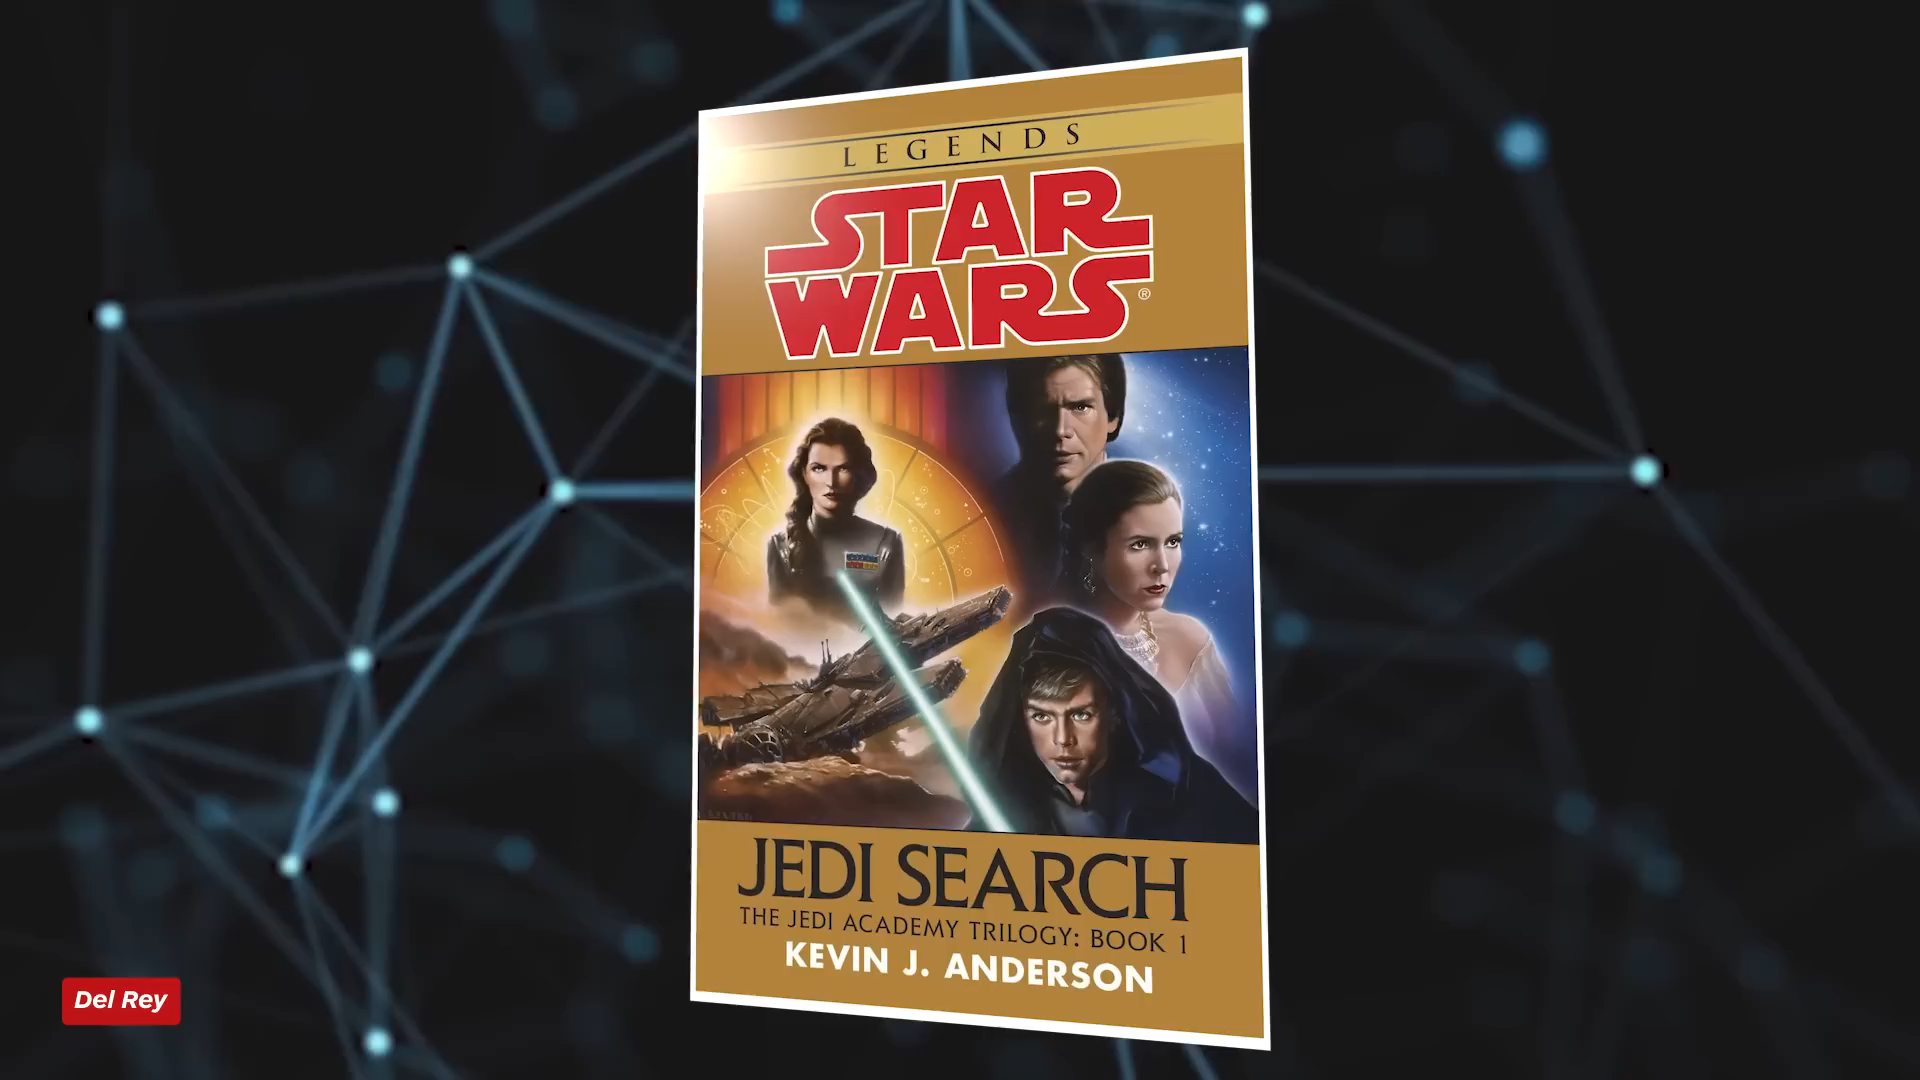 LEGENDS
STAR
WARS®
JEDI SEARCH
THE JEDI ACADEMY TRILOGY: BOOK 1
KEVIN J. ANDERSON
Del Rey